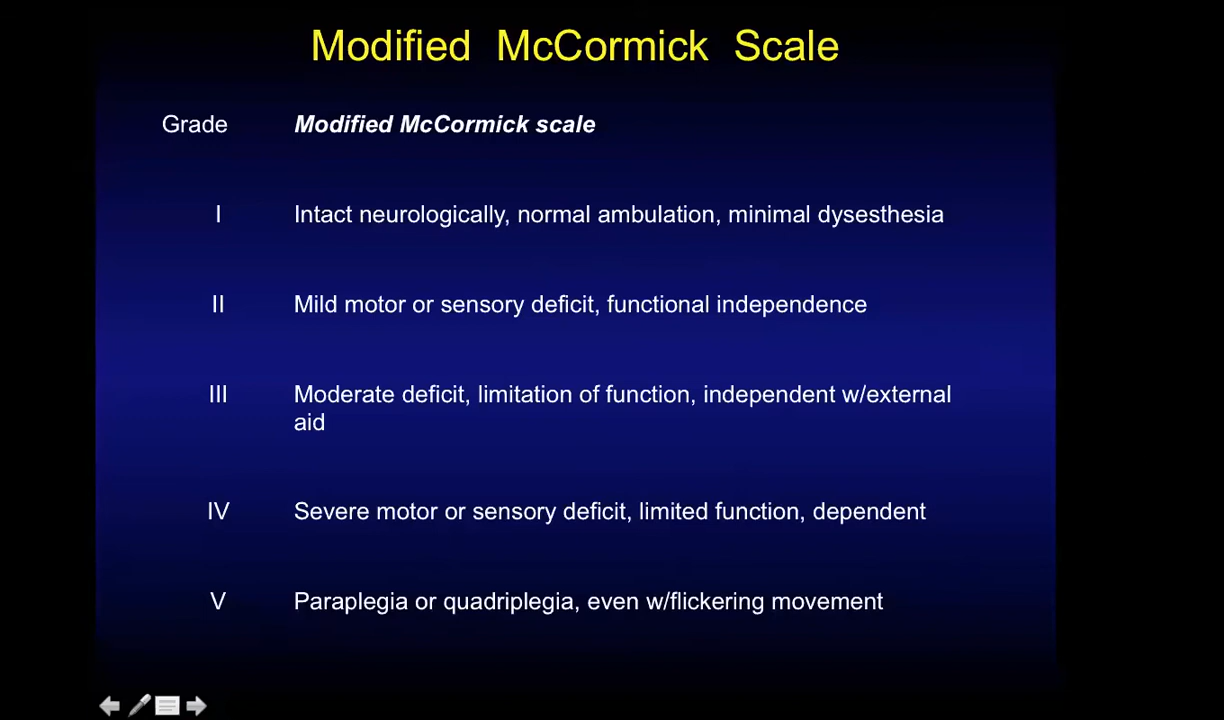 Modified McCormick Scale
Grade Modified McCormick scale
I Intact neurologically, normal ambulation, minimal dysesthesia
II Mild motor or sensory deficit, functional independence
III Moderate deficit, limitation of function, independent w/external
aid
IV Severe motor or sensory deficit, limited function, dependent
V Paraplegia or quadriplegia, even w/flickering movement